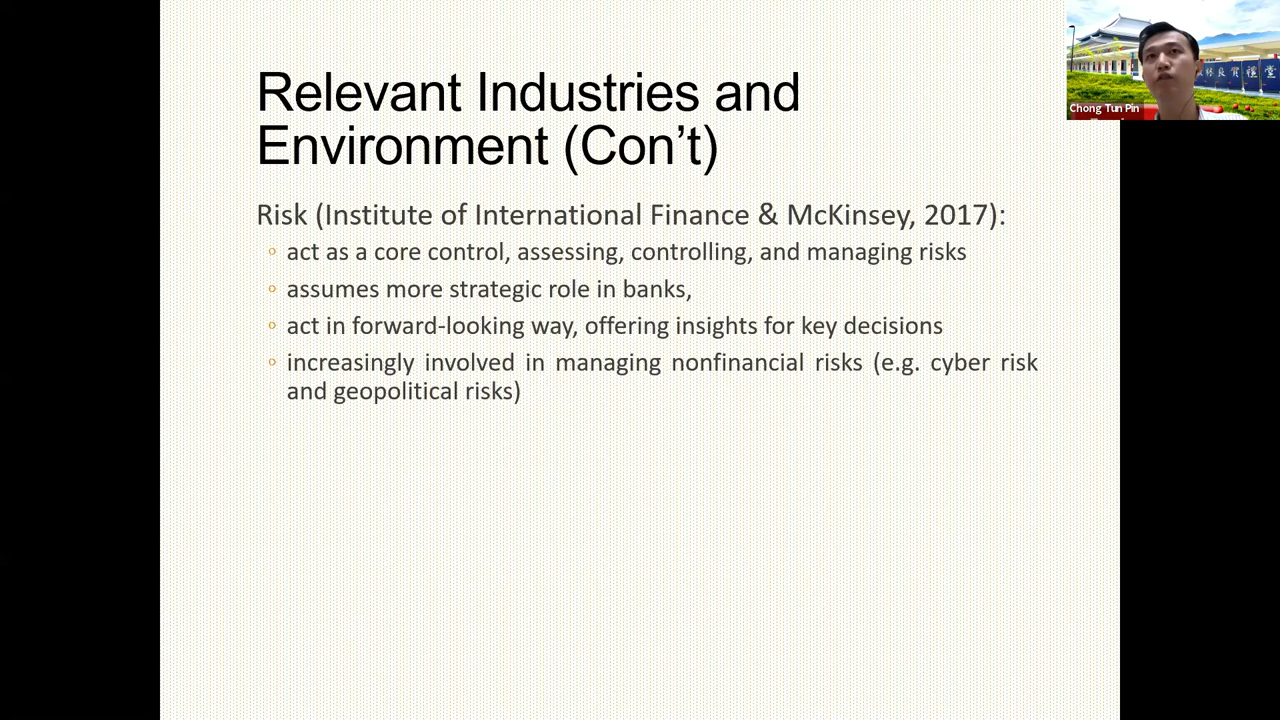 Relevant Industries and
Environment (Con’t)
Risk (Institute of International Finance & McKinsey, 2017):
◦ act as a core control, assessing, controlling, and managing risks
◦ assumes more strategic role in banks,
◦ act in forward-looking way, offering insights for key decisions
◦ increasingly involved in managing nonfinancial risks (e.g. cyber risk
and geopolitical risks)
Chong Tun Pin